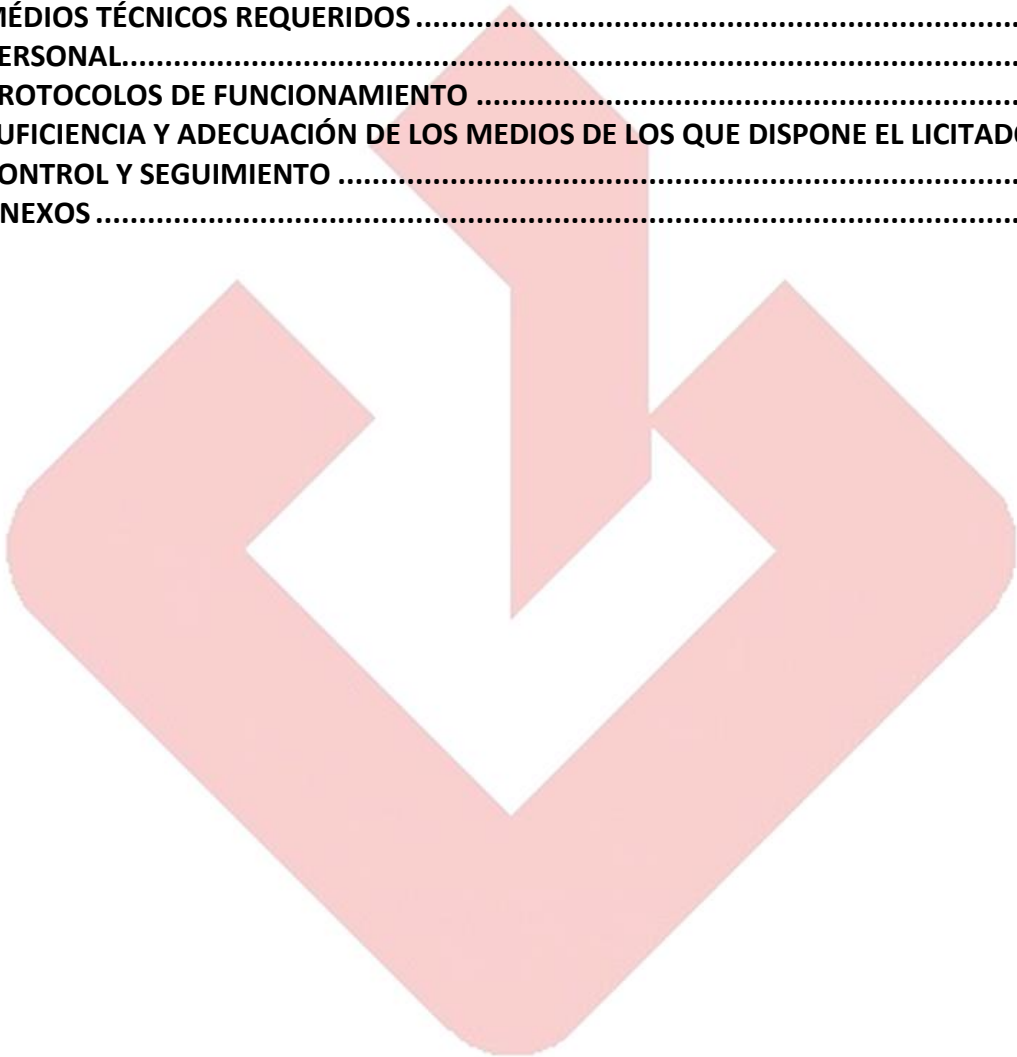 MÉDIOS TÉCNICOS REQUERIDOS ....................................................................................
ERSONAL....................................................................................................................
ROTOCOLOS DE FUNCIONAMIENTO ..........................................................................
UFICIENCIA Y ADECUACIÓN DE LOS MEDIOS DE LOS QUE DISPONE EL LICITADO
ONTROL Y SEGUIMIENTO ..............................................................................................
NEXOS ........................................................................................................................